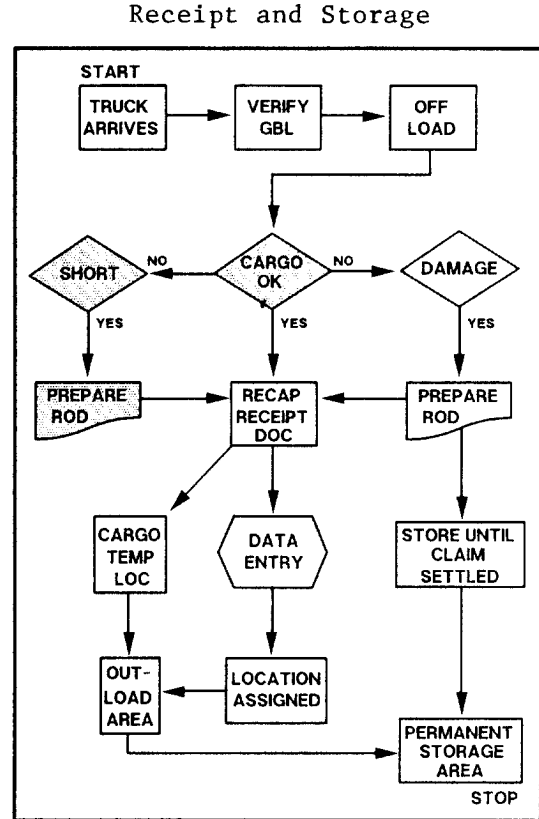 Receipt and Storage
START
TRUCK
ARRIVES
VERIFY
GBL
OFF
LOAD
SHORT
NO
CARGO
OK
NO
DAMAGE
YES
YES
YES
PREPARE
ROD
RECAP
RECEIPT
DOC
PREPARE
ROD
CARGO
TEMP
LOC
DATA
ENTRY
STORE UNTIL
CLAIM
SETTLED
OUT-
LOAD
AREA
LOCATION
ASSIGNED
PERMANENT
STORAGE
AREA
STOP